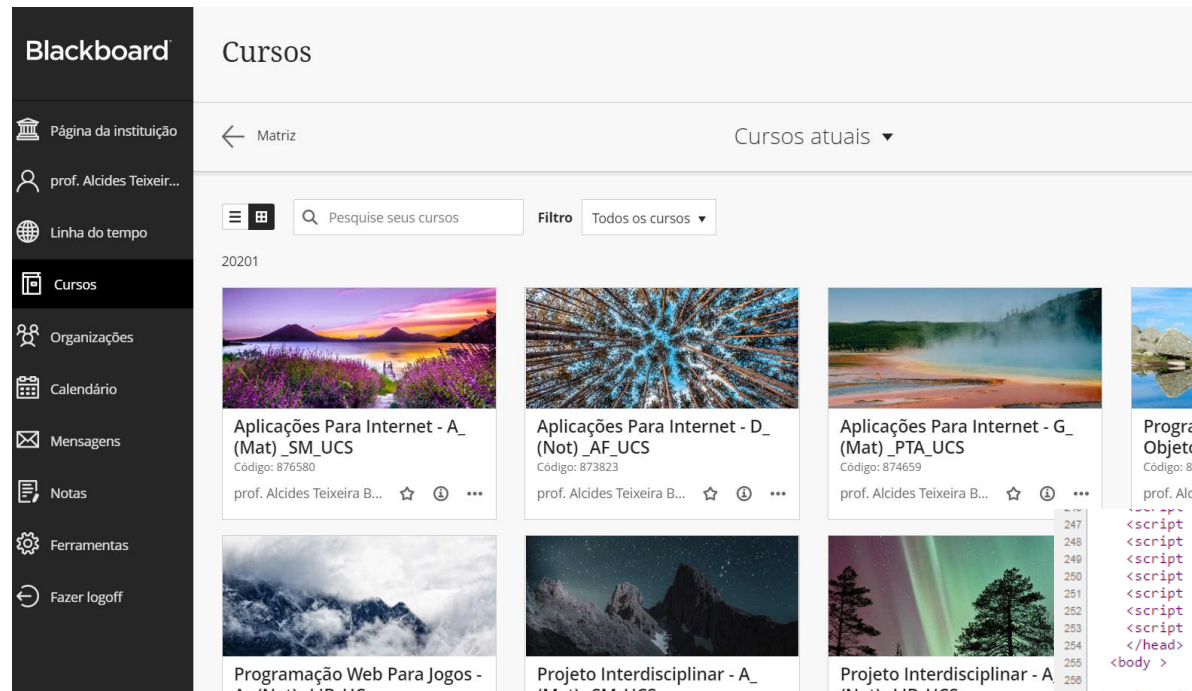 Blackboard
Cursos
Página da instituição
prof. Alcides Teixeir...
Linha do tempo
Cursos
Organizações
Calendário
Mensagens
Notas
Ferramentas
Fazer logoff
Matriz
Cursos atuais
Pesquise seus cursos
Filtro
Todos os cursos
20201
Aplicações Para Internet - A_
(Mat) _SM_UCS
Código: 876580
prof. Alcides Teixeira B...
Aplicações Para Internet - D_
(Not) _AF_UCS
Código: 873823
prof. Alcides Teixeira B...
Aplicações Para Internet - G_
(Mat) _PTA_UCS
Código: 874659
prof. Alcides Teixeira B...
Progra
Objeto
Código: 8
prof. Alc
Programação Web Para Jogos -
Projeto Interdisciplinar - A_
Projeto Interdisciplinar - A_
247 <script
248 <script
249 <script
250 <script
251 <script
252 <script
253 <script
254 </head>
255 <body >
256